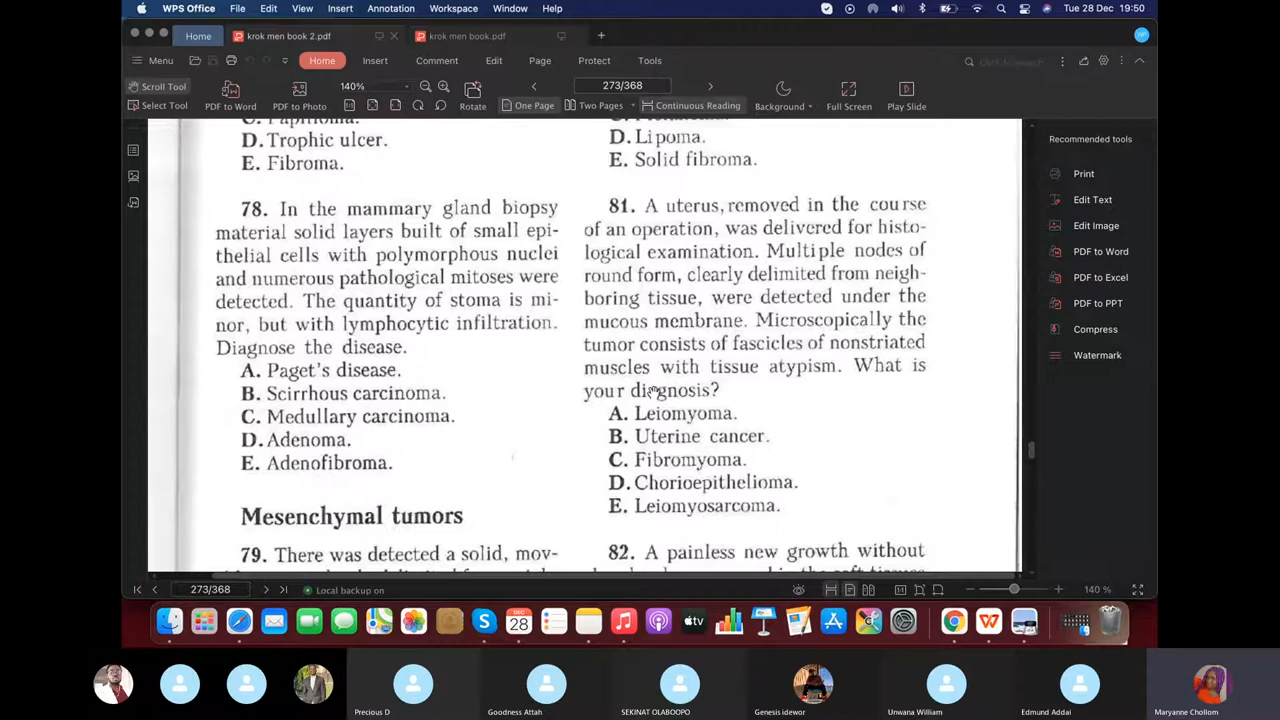 WPS Office File Edit View Insert Annotation Workspace Window Help Tue 28 Dec 19:50
Home krok men book 2.pdf krok men book.pdf
Menu Home Insert Comment Edit Page Protect Tools
Scroll Tool 140% 273/368
Select Tool PDF to Word PDF to Photo Rotate One Page Two Pages Continuous Reading Background Full Screen Play Slide
D. Trophic ulcer.
E. Fibroma.
78. In the mammary gland biopsy
material solid layers built of small epi-
thelial cells with polymorphous nuclei
and numerous pathological mitoses were
detected. The quantity of stoma is mi-
nor, but with lymphocytic infiltration.
Diagnose the disease.
A. Paget's disease.
B. Scirrhous carcinoma.
C. Medullary carcinoma.
D. Adenoma.
E. Adenofibroma.
Mesenchymal tumors
79. There was detected a solid, mov-
D. Lipoma.
E. Solid fibroma.
81. A uterus, removed in the course
of an operation, was delivered for histo-
logical examination. Multiple nodes of
round form, clearly delimited from neigh-
boring tissue, were detected under the
mucous membrane. Microscopically the
tumor consists of fascicles of nonstriated
muscles with tissue atypism. What is
your diagnosis?
A. Leiomyoma.
B. Uterine cancer.
C. Fibromyoma.
D. Chorioepithelioma.
E. Leiomyosarcoma.
82. A painless new growth without
Recommended tools
Print
Edit Text
Edit Image
PDF to Word
PDF to Excel
PDF to PPT
Compress
Watermark
273/368 Local backup on 140 %
DEC
28
tv
Precious D Goodness Attah SEKINAT OLABOOPO Genesis idewor Unwana William Edmund Addai Maryanne Chollom